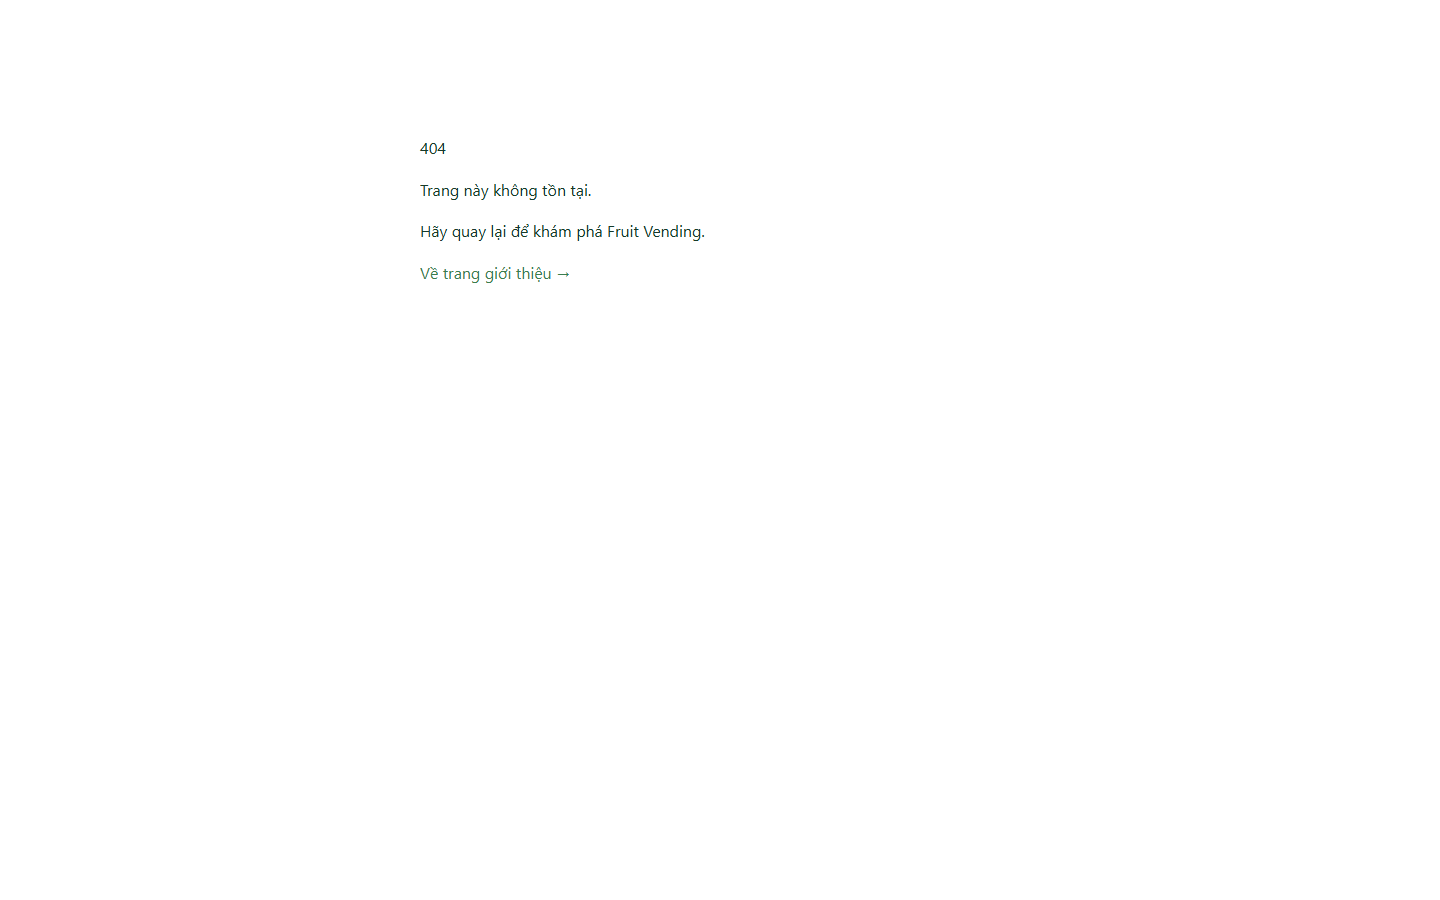 404
Trang này không tồn tại.
Hãy quay lại để khám phá Fruit Vending.
Về trang giới thiệu →